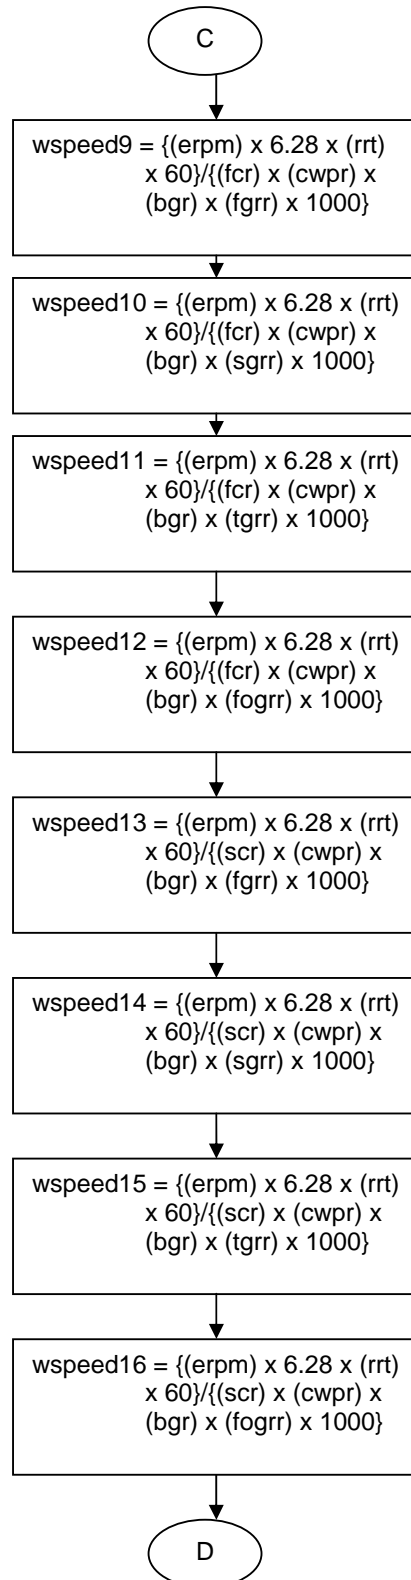 C
wspeed9 = {(erpm) x 6.28 x (rrt)
x 60}/{(fcr) x (cwpr) x
(bgr) x (fgrr) x 1000}
wspeed10 = {(erpm) x 6.28 x (rrt)
x 60}/{(fcr) x (cwpr) x
(bgr) x (sgrr) x 1000}
wspeed11 = {(erpm) x 6.28 x (rrt)
x 60}/{(fcr) x (cwpr) x
(bgr) x (tgrr) x 1000}
wspeed12 = {(erpm) x 6.28 x (rrt)
x 60}/{(fcr) x (cwpr) x
(bgr) x (fogrr) x 1000}
wspeed13 = {(erpm) x 6.28 x (rrt)
x 60}/{(scr) x (cwpr) x
(bgr) x (fgrr) x 1000}
wspeed14 = {(erpm) x 6.28 x (rrt)
x 60}/{(scr) x (cwpr) x
(bgr) x (sgrr) x 1000}
wspeed15 = {(erpm) x 6.28 x (rrt)
x 60}/{(scr) x (cwpr) x
(bgr) x (tgrr) x 1000}
wspeed16 = {(erpm) x 6.28 x (rrt)
x 60}/{(scr) x (cwpr) x
(bgr) x (fogrr) x 1000}
D